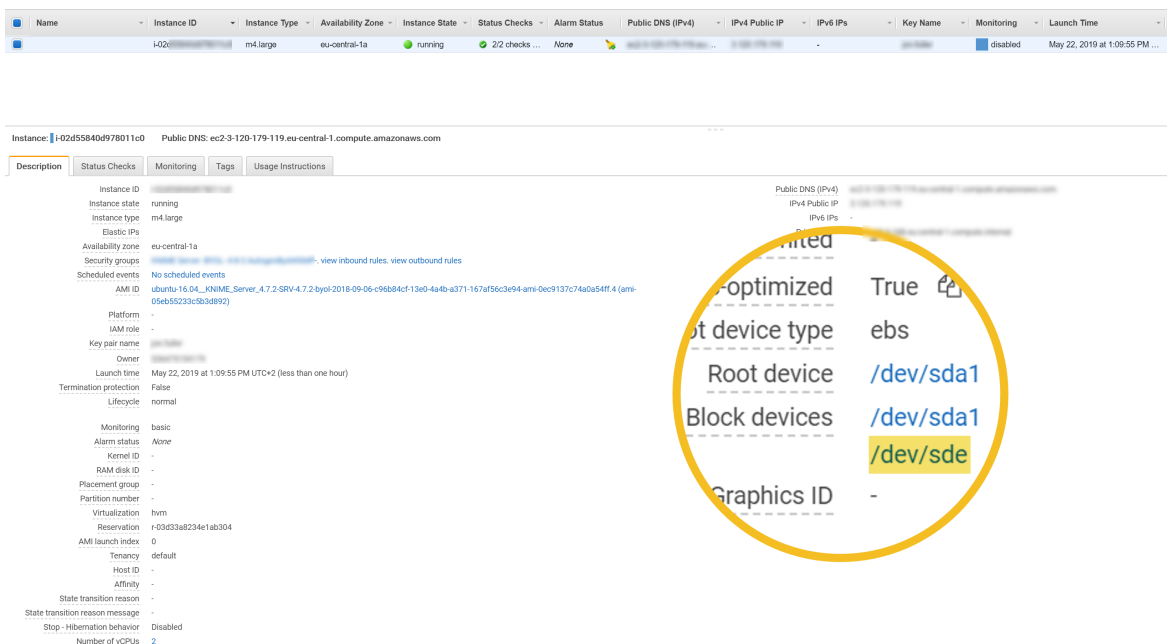 Name Instance ID Instance Type Availability Zone Instance State Status Checks Alarm Status Public DNS (IPv4) IPv4 Public IP IPv6 IPs Key Name Monitoring Launch Time
i-02 m4.large eu-central-1a running 2/2 checks ... None - disabled May 22, 2019 at 1:09:55 PM ...
Instance: i-02d55840d978011c0 Public DNS: ec2-3-120-179-119.eu-central-1.compute.amazonaws.com
Description Status Checks Monitoring Tags Usage Instructions
Instance ID
Instance state running
Instance type m4.large
Elastic IPs
Availability zone eu-central-1a
Security groups . view inbound rules. view outbound rules
Scheduled events No scheduled events
AMI ID ubuntu-16.04__KNIME_Server_4.7.2-SRV-4.7.2-byol-2018-09-06-c96b84cf-13e0-4a4b-a371-167af56c3e94-ami-0ec9137c74a0a54ff.4 (ami-
05eb55233c5b3d892)
Platform -
IAM role -
Key pair name
Owner
Launch time May 22, 2019 at 1:09:55 PM UTC+2 (less than one hour)
Termination protection False
Lifecycle normal
Monitoring basic
Alarm status None
Kernel ID -
RAM disk ID -
Placement group -
Partition number -
Virtualization hvm
Reservation r-03d33a8234e1ab304
AMI launch index 0
Tenancy default
Host ID -
Affinity -
State transition reason -
State transition reason message -
Stop - Hibernation behavior Disabled
Number of vCPUs 2
Public DNS (IPv4)
IPv4 Public IP
IPv6 IPs -
-optimized True
device type ebs
Root device /dev/sda1
Block devices /dev/sda1
/dev/sde
Graphics ID -